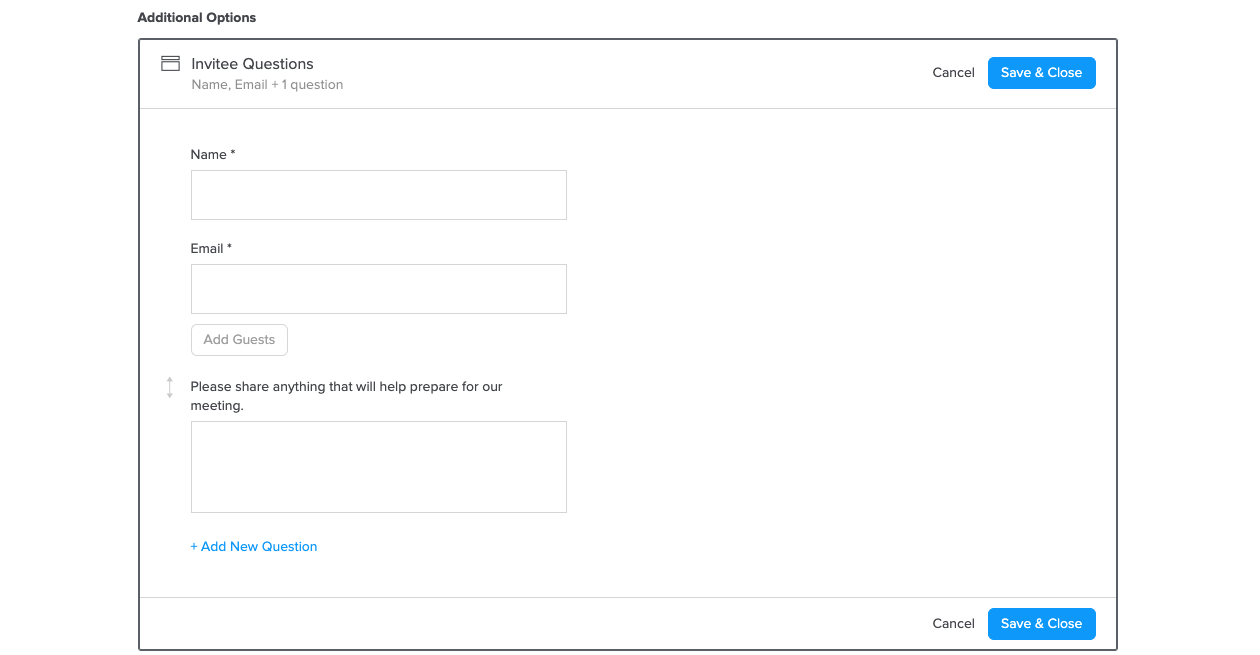 Additional Options
Invitee Questions
Name, Email + 1 question
Cancel
Save & Close
Name *
Email *
Add Guests
Please share anything that will help prepare for our
meeting.
+ Add New Question
Cancel
Save & Close